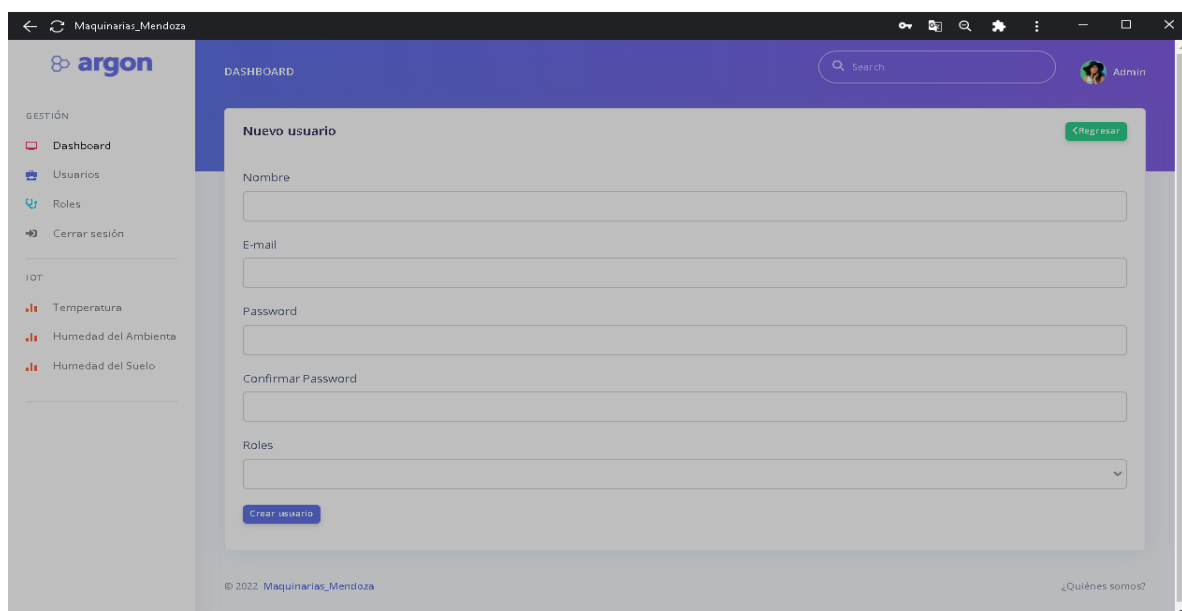 Maquinarias_Mendoza
argon
DASHBOARD
Search
Admin
GESTIÓN
Dashboard
Usuarios
Roles
Cerrar sesión
IOT
Temperatura
Humedad del Ambienta
Humedad del Suelo
Nuevo usuario
<Regresar
Nombre
E-mail
Password
Confirmar Password
Roles
Crear usuario
© 2022 Maquinarias_Mendoza
¿Quiènes somos?